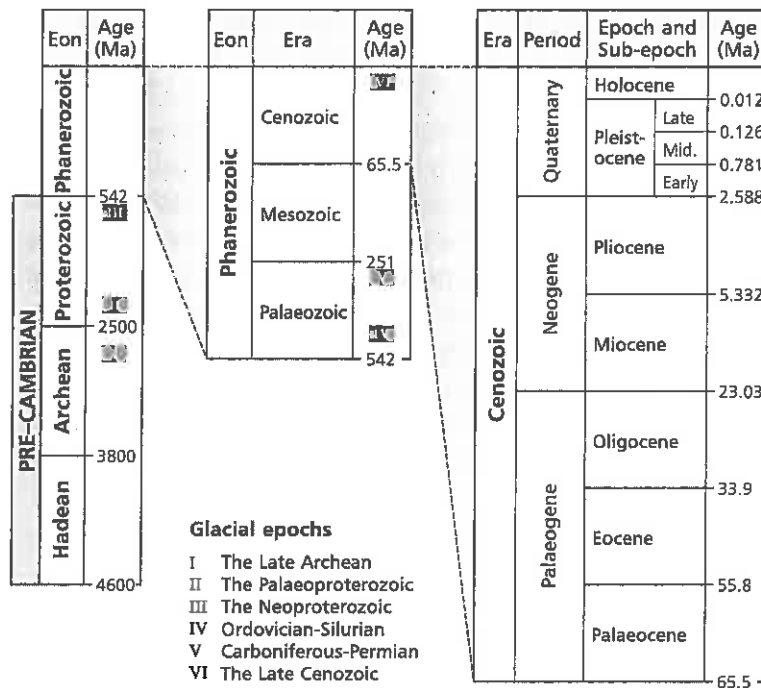 Eon Age (Ma)
PRE-CAMBRIAN
Phanerozoic
542
III
Proterozoic
2500
Archean
3800
Hadean
4600
Eon Era Age (Ma)
Phanerozoic
Cenozoic
VI
65.5
Mesozoic
251
V
Palaeozoic
IV
542
Era Period Epoch and Sub-epoch Age (Ma)
Cenozoic
Quaternary
Holocene
0.012
Pleist-
ocene
Late
0.126
Mid.
0.781
Early
2.588
Neogene
Pliocene
5.332
Miocene
23.03
Palaeogene
Oligocene
33.9
Eocene
55.8
Palaeocene
65.5
Glacial epochs
I The Late Archean
II The Palaeoproterozoic
III The Neoproterozoic
IV Ordovician-Silurian
V Carboniferous-Permian
VI The Late Cenozoic